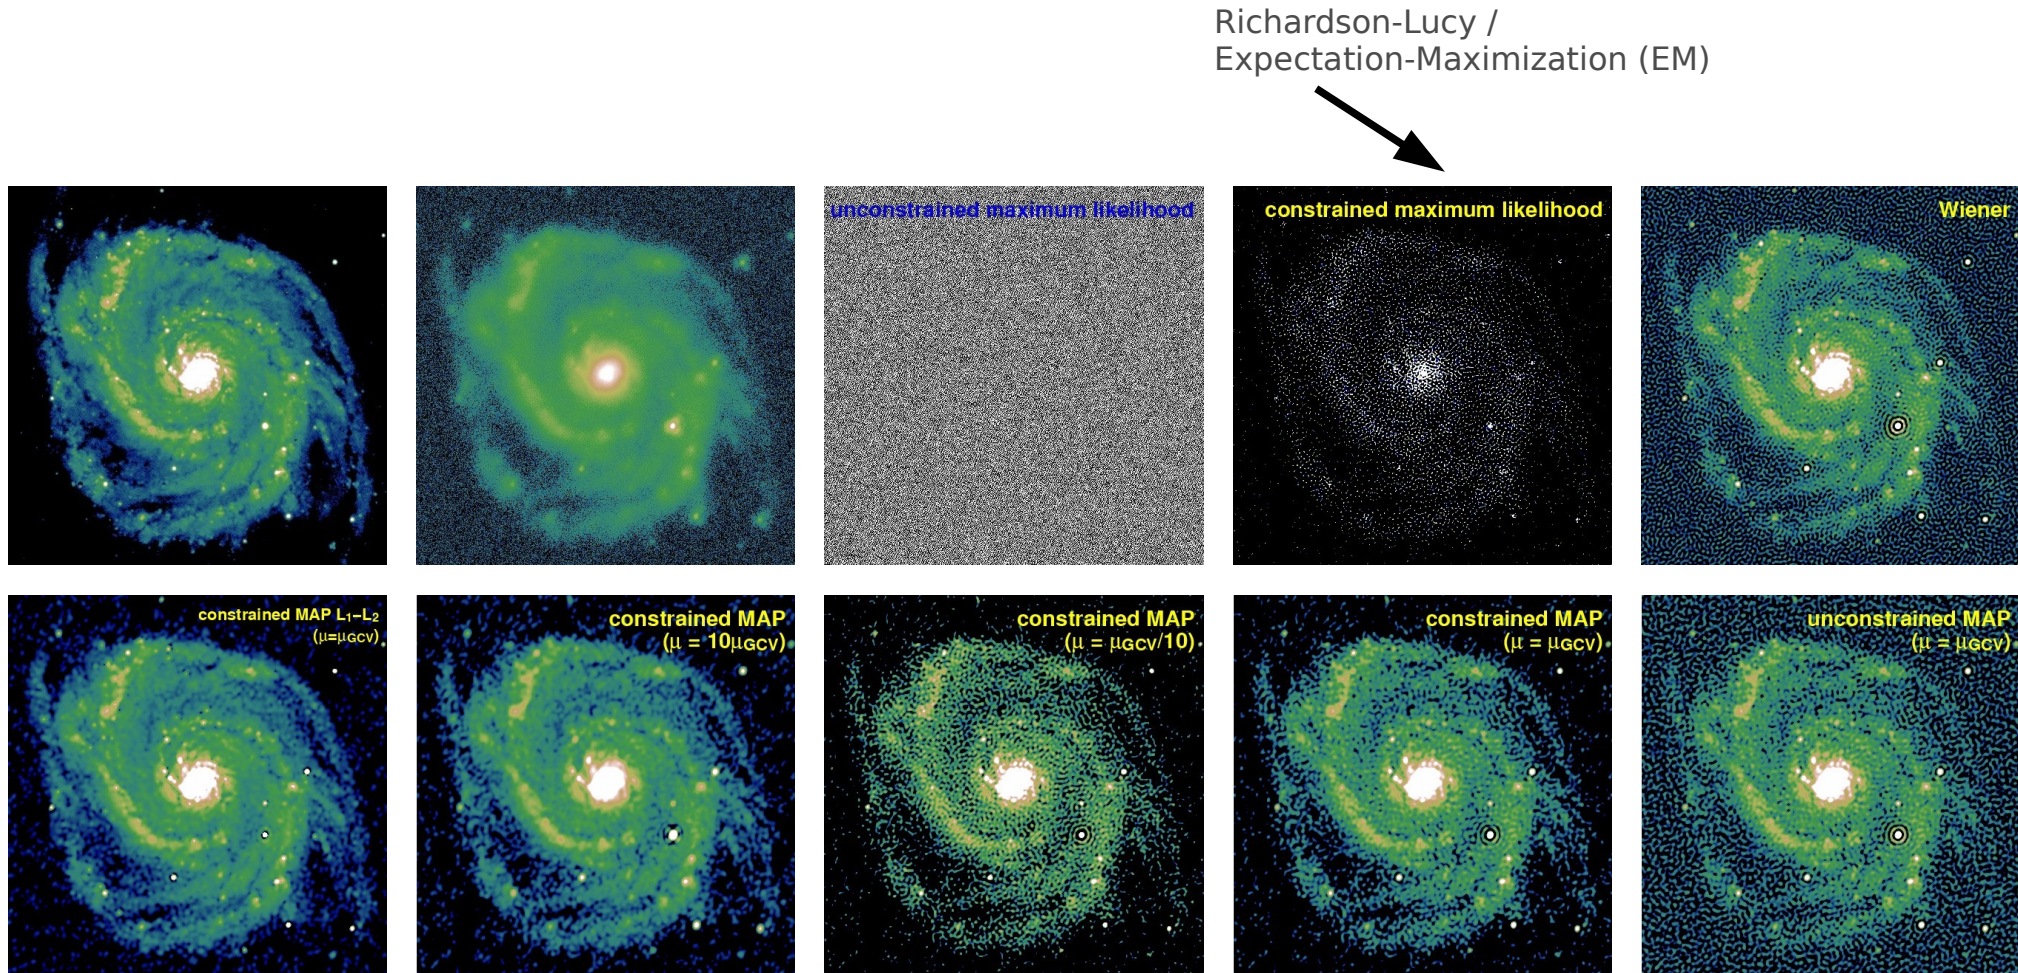 Richardson-Lucy /
Expectation-Maximization (EM)
unconstrained maximum likelihood
constrained maximum likelihood
Wiener
constrained MAP L₁–L₂
(μ=μGCV)
constrained MAP
(μ = 10μGCV)
constrained MAP
(μ = μGCV/10)
constrained MAP
(μ = μGCV)
unconstrained MAP
(μ = μGCV)